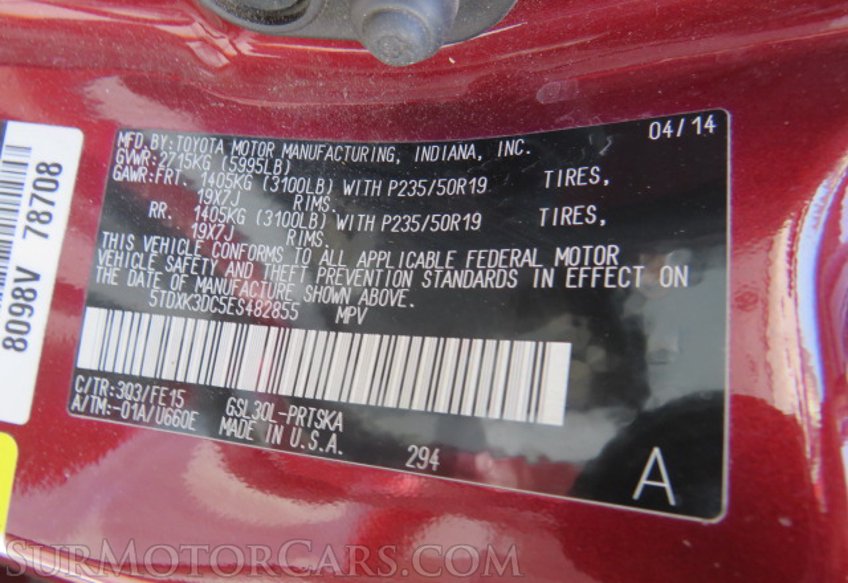 04/14
MFD. BY: TOYOTA MOTOR MANUFACTURING, INDIANA, INC.
GVWR: 2715KG (5995LB)
GAWR: FRT. 1405KG (3100LB) WITH P235/50R19 TIRES,
19X7J RIMS.
RR. 1405KG (3100LB) WITH P235/50R19 TIRES,
19X7J RIMS.
THIS VEHICLE CONFORMS TO ALL APPLICABLE FEDERAL MOTOR
VEHICLE SAFETY AND THEFT PREVENTION STANDARDS IN EFFECT ON
THE DATE OF MANUFACTURE SHOWN ABOVE.
5TDXK3DC5ES482855 MPV
C/TR: 3Q3/FE15 GSL30L-PRTSKA
A/TM: -01A/U660E MADE IN U.S.A.
294
A
8098V 78708
SurMotorCars.com
SurMotorCars.com